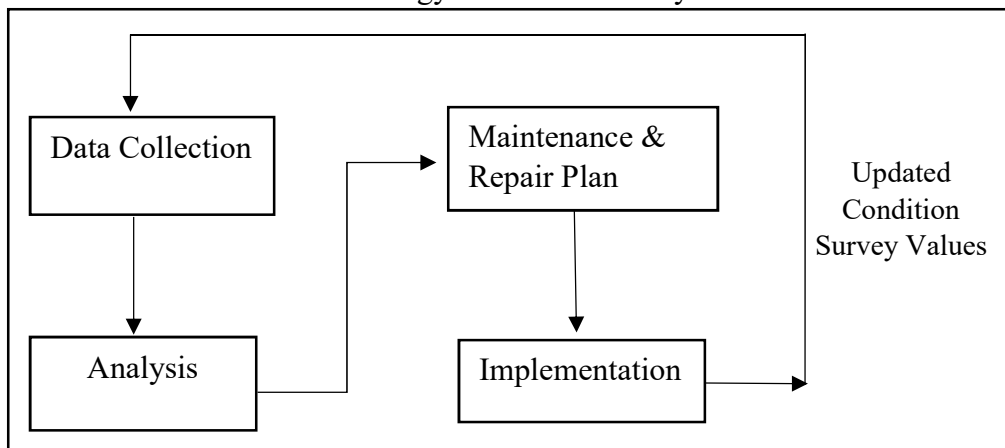 Data Collection
Analysis
Maintenance &
Repair Plan
Implementation
Updated
Condition
Survey Values